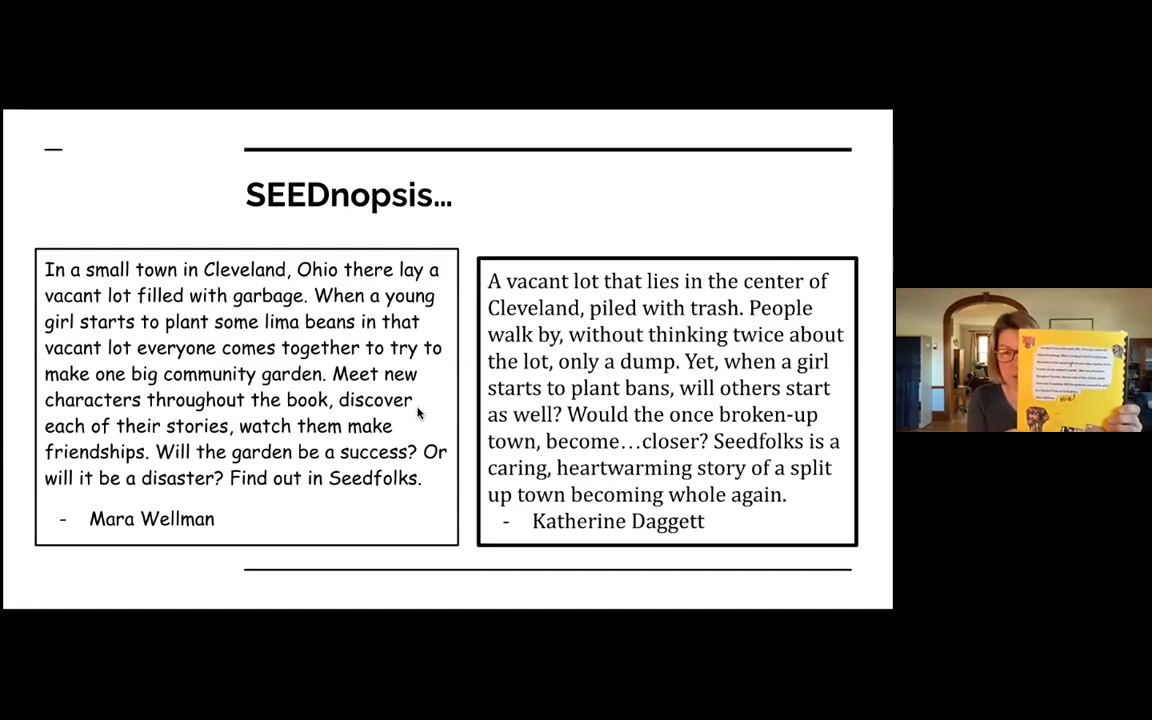 SEEDnopsis...
In a small town in Cleveland, Ohio there lay a
vacant lot filled with garbage. When a young
girl starts to plant some lima beans in that
vacant lot everyone comes together to try to
make one big community garden. Meet new
characters throughout the book, discover
each of their stories, watch them make
friendships. Will the garden be a success? Or
will it be a disaster? Find out in Seedfolks.
- Mara Wellman
A vacant lot that lies in the center of
Cleveland, piled with trash. People
walk by, without thinking twice about
the lot, only a dump. Yet, when a girl
starts to plant bans, will others start
as well? Would the once broken-up
town, become...closer? Seedfolks is a
caring, heartwarming story of a split
up town becoming whole again.
- Katherine Daggett